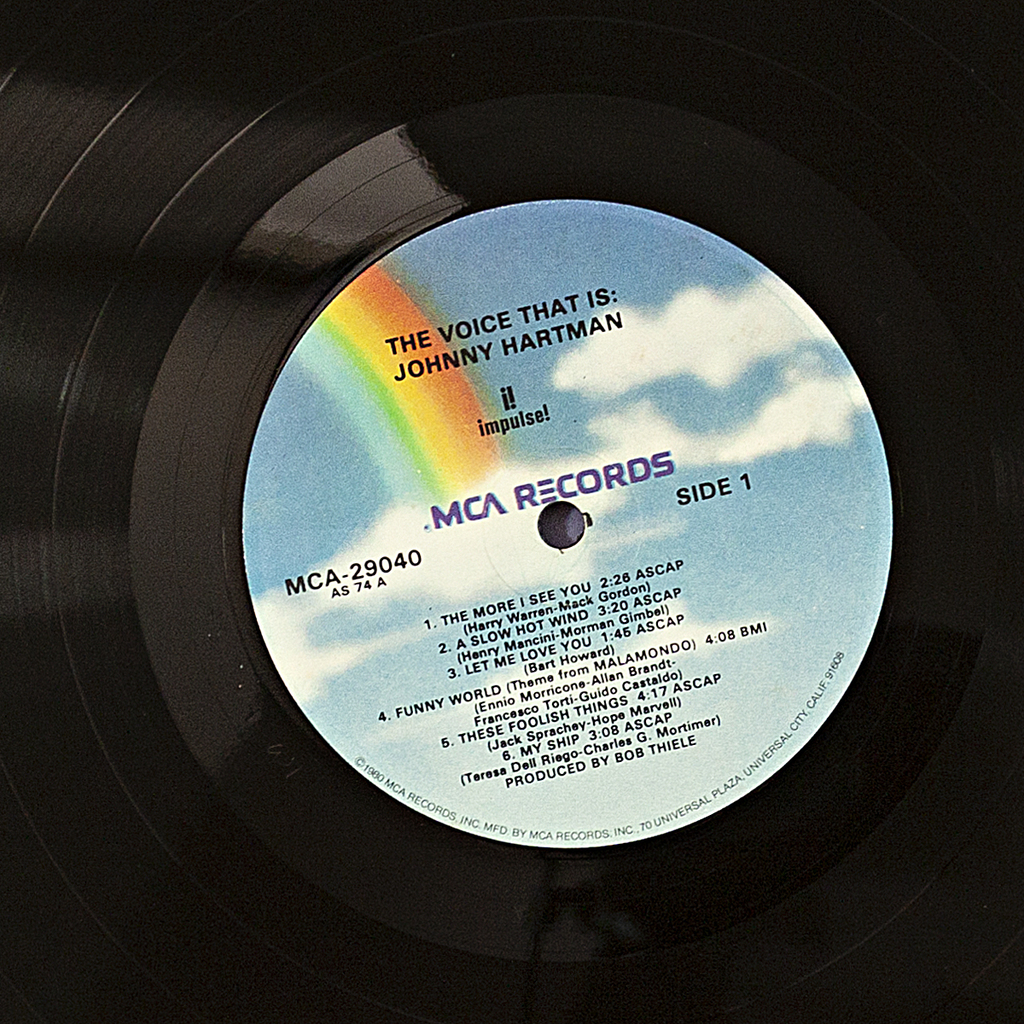 THE VOICE THAT IS:
JOHNNY HARTMAN
i!
impulse!
MCA RECORDS
SIDE 1
MCA-29040
AS 74 A
1. THE MORE I SEE YOU 2:26 ASCAP
(Harry Warren-Mack Gordon)
2. A SLOW HOT WIND 3:20 ASCAP
(Henry Mancini-Morman Gimbel)
3. LET ME LOVE YOU 1:45 ASCAP
(Bart Howard)
4. FUNNY WORLD (Theme from MALAMONDO) 4:08 BMI
(Ennio Morricone-Allan Brandt-
Francesco Torti-Guido Castaldo)
5. THESE FOOLISH THINGS 4:17 ASCAP
(Jack Sprachey-Hope Marvell)
6. MY SHIP 3:08 ASCAP
(Teresa Dell Riego-Charles G. Mortimer)
PRODUCED BY BOB THIELE
©1980 MCA RECORDS, INC. MFD. BY MCA RECORDS, INC., 70 UNIVERSAL PLAZA, UNIVERSAL CITY, CALIF. 91608